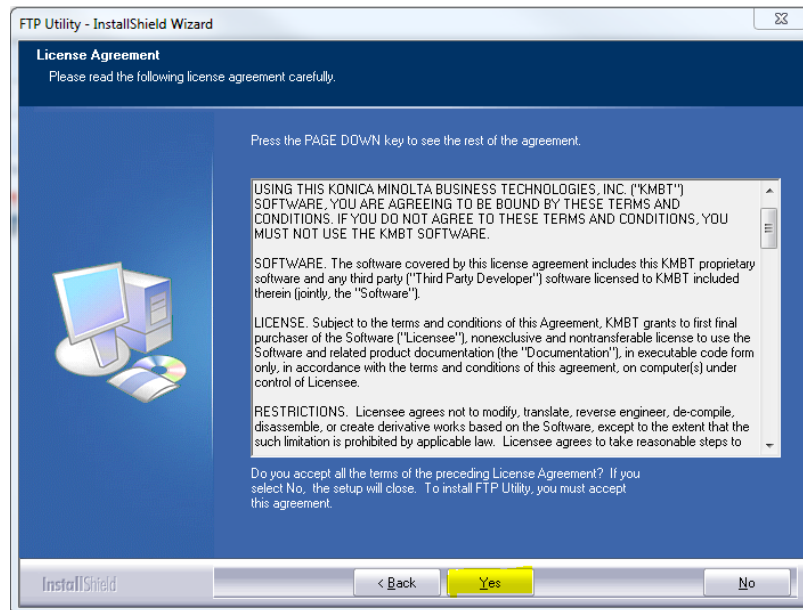 FTP Utility - InstallShield Wizard
License Agreement
Please read the following license agreement carefully.
Press the PAGE DOWN key to see the rest of the agreement.
USING THIS KONICA MINOLTA BUSINESS TECHNOLOGIES, INC. ("KMBT")
SOFTWARE, YOU ARE AGREEING TO BE BOUND BY THESE TERMS AND
CONDITIONS. IF YOU DO NOT AGREE TO THESE TERMS AND CONDITIONS, YOU
MUST NOT USE THE KMBT SOFTWARE.
SOFTWARE. The software covered by this license agreement includes this KMBT proprietary
software and any third party ("Third Party Developer") software licensed to KMBT included
therein (jointly, the "Software").
LICENSE. Subject to the terms and conditions of this Agreement, KMBT grants to first final
purchaser of the Software ("Licensee"), nonexclusive and nontransferable license to use the
Software and related product documentation (the "Documentation"), in executable code form
only, in accordance with the terms and conditions of this agreement, on computer(s) under
control of Licensee.
RESTRICTIONS. Licensee agrees not to modify, translate, reverse engineer, de-compile,
disassemble, or create derivative works based on the Software, except to the extent that the
such limitation is prohibited by applicable law. Licensee agrees to take reasonable steps to
Do you accept all the terms of the preceding License Agreement? If you
select No, the setup will close. To install FTP Utility, you must accept
this agreement.
InstallShield
< Back
Yes
No